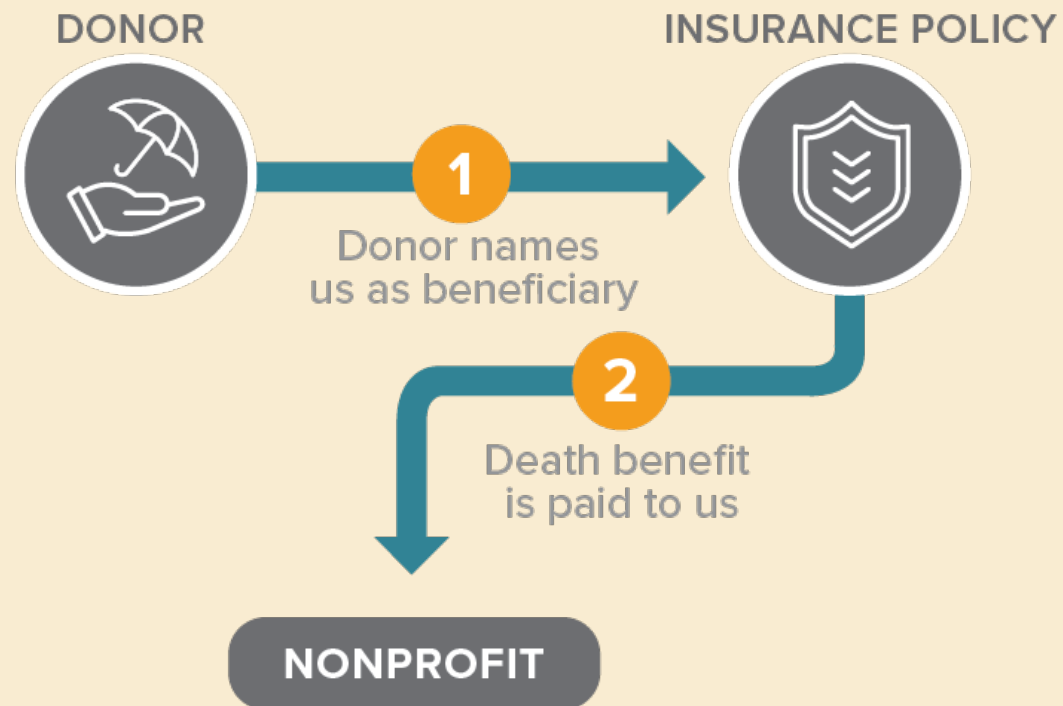 DONOR
INSURANCE POLICY
1
Donor names
us as beneficiary
2
Death benefit
is paid to us
NONPROFIT